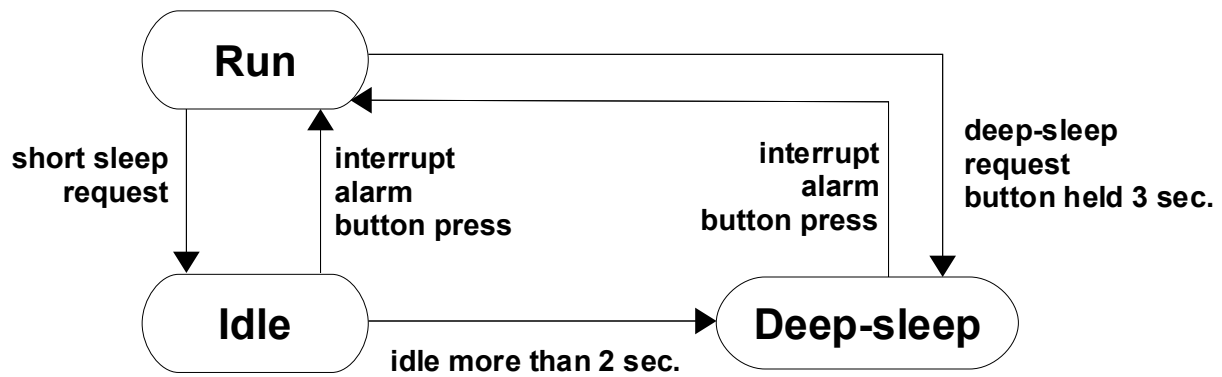 Run
short sleep
request
interrupt
alarm
button press
interrupt
alarm
button press
deep-sleep
request
button held 3 sec.
Idle
Deep-sleep
idle more than 2 sec.